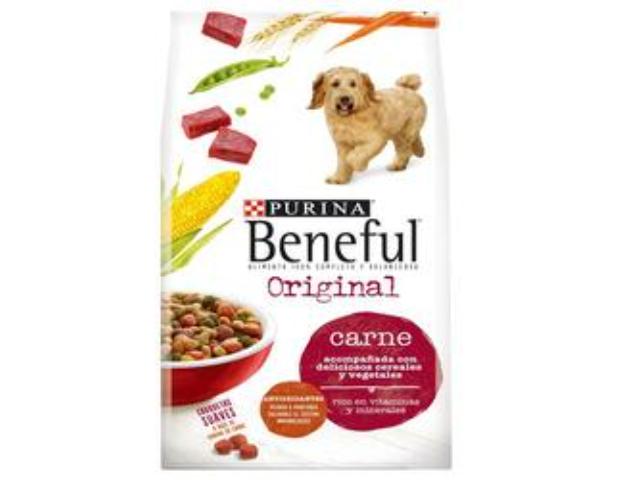 PURINA
Beneful
ALIMENTO 100% COMPLETO Y BALANCEADO
Original
carne
acompañada con
deliciosos cereales
y vegetales
rico en vitaminas
y minerales
ANTIOXIDANTES
CROQUETAS
SUAVES